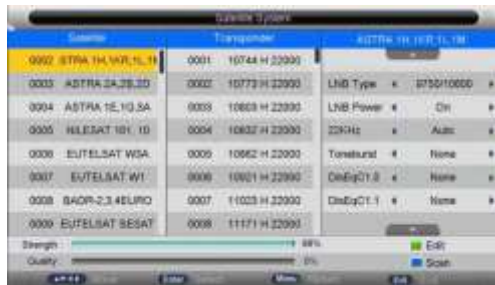 Satellite System
Satellite Transponder ASTRA 1H,1KR,1L,1M
0002 STRA 1H,1KR,1L,1M 0001 10744 H 22000
0003 ASTRA 2A,2B,2D 0002 10773 H 22000 LNB Type 9750/10600
0004 ASTRA 1E,1G,3A 0003 10803 H 22000 LNB Power On
0005 NILESAT 101, 10 0004 10832 H 22000 22KHz Auto
0006 EUTELSAT W3A 0005 10862 H 22000 Toneburst None
0007 EUTELSAT W1 0006 10921 H 22000 DisEqC1.0 None
0008 BADR-2,3,4EURO 0007 11023 H 22000 DisEqC1.1 None
0009 EUTELSAT SESAT 0008 11171 H 22000
Strength 88% Edit
Quality 0% Scan
Enter Menu Exit